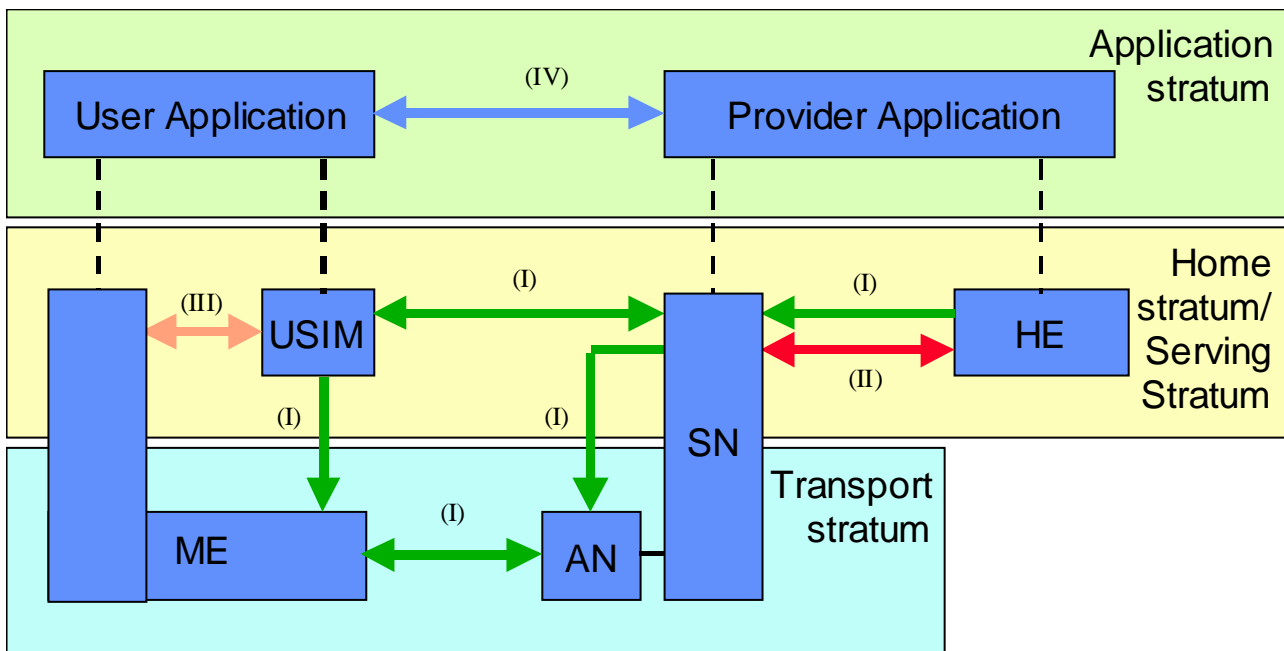 Application
stratum
(IV)
User Application
Provider Application
Home
stratum/
Serving
Stratum
(I)
(I)
(III)
USIM
HE
(II)
(I)
(I)
SN
Transport
stratum
(I)
ME
AN